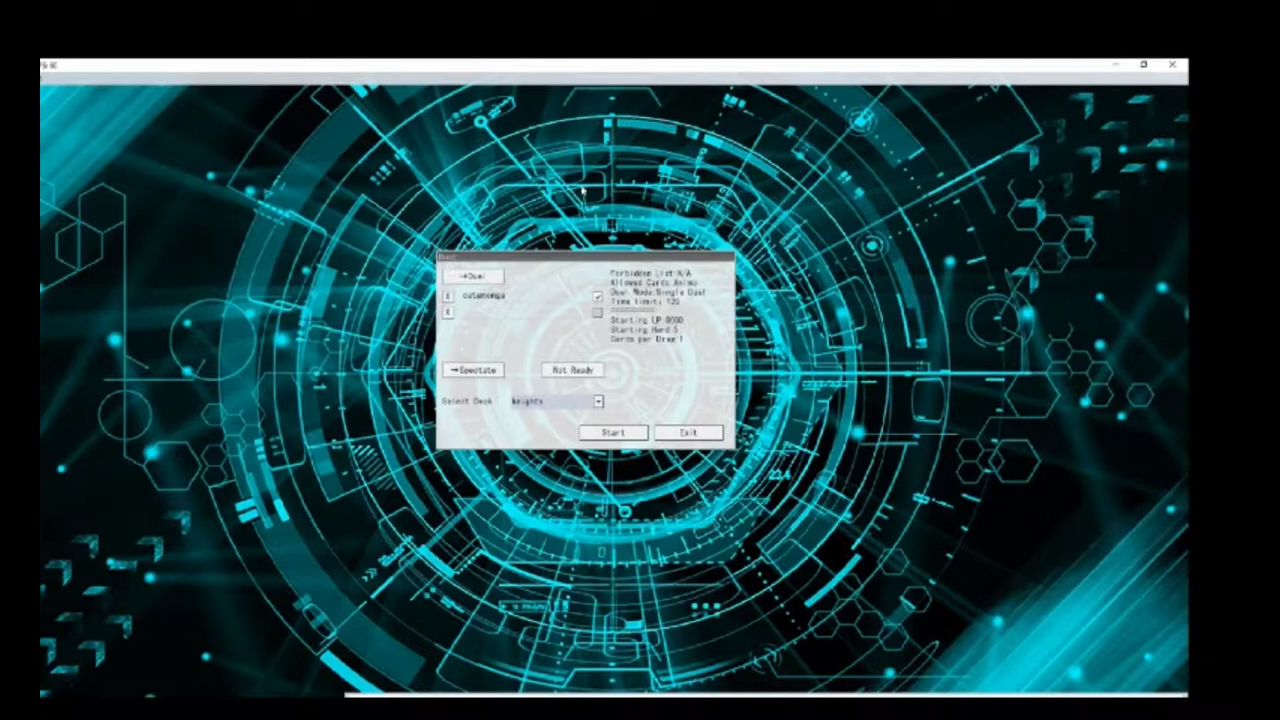 →Duel
Forbidden List:N/A
Allowed Cards:Anime
Duel Mode:Single Duel
Time limit: 120
==========
Starting LP:8000
Starting Hand:5
Cards per Draw:1
X
X
→Spectate
Not Ready
Select Deck
knights
Start
Exit